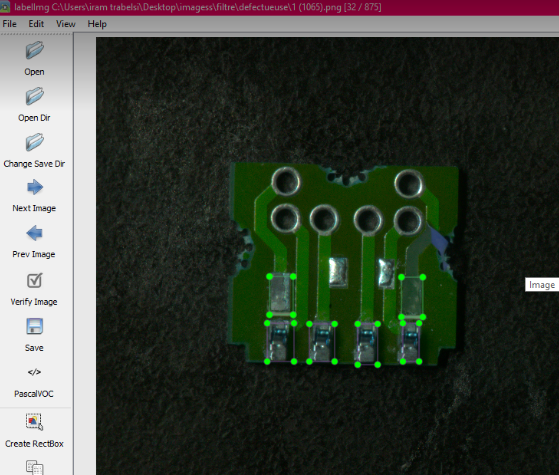 labelImg C:\Users\iram trabelsi\Desktop\imagess\filtre\defectueuse\1 (1065).png [32 / 875]
File Edit View Help
Open
Open Dir
Change Save Dir
Next Image
Prev Image
Verify Image
Save
</>
PascalVOC
Create RectBox
Image